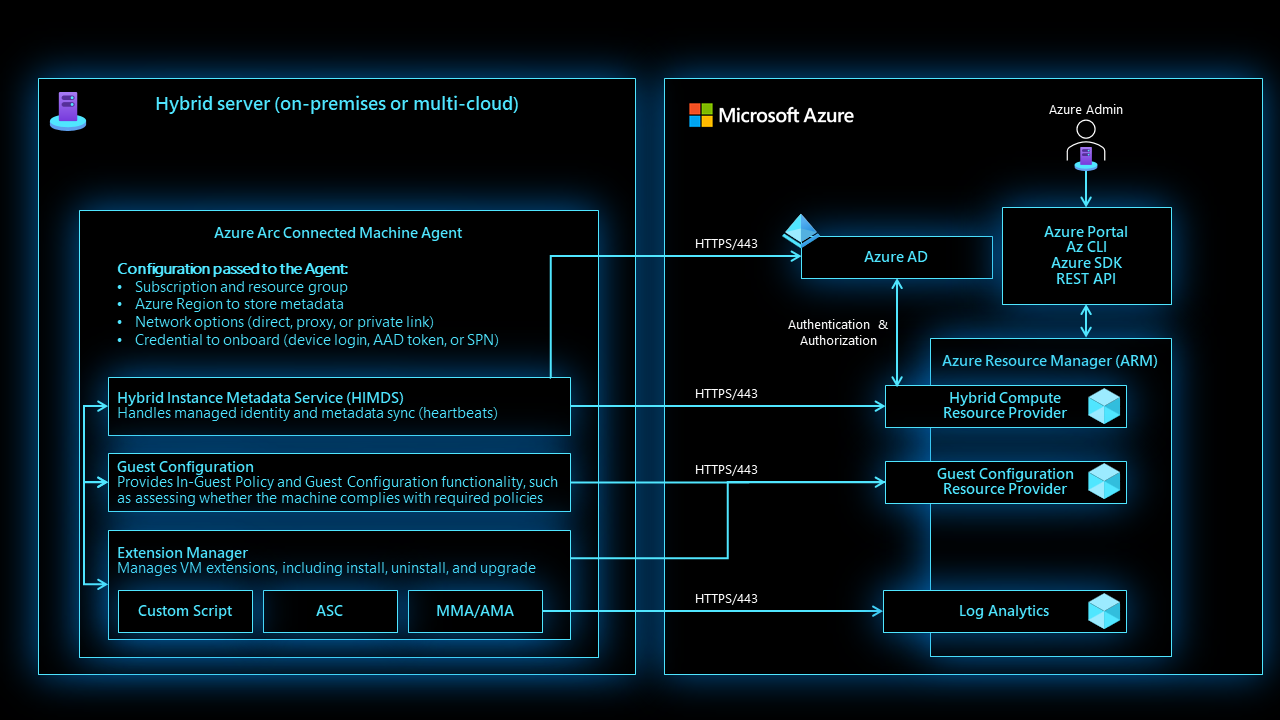 Hybrid server (on-premises or multi-cloud)
Azure Arc Connected Machine Agent
Configuration passed to the Agent:
• Subscription and resource group
• Azure Region to store metadata
• Network options (direct, proxy, or private link)
• Credential to onboard (device login, AAD token, or SPN)
Hybrid Instance Metadata Service (HIMDS)
Handles managed identity and metadata sync (heartbeats)
Guest Configuration
Provides In-Guest Policy and Guest Configuration functionality, such
as assessing whether the machine complies with required policies
Extension Manager
Manages VM extensions, including install, uninstall, and upgrade
Custom Script
ASC
MMA/AMA
HTTPS/443
HTTPS/443
HTTPS/443
HTTPS/443
Microsoft Azure
Azure Admin
Azure AD
Azure Portal
Az CLI
Azure SDK
REST API
Authentication &
Authorization
Azure Resource Manager (ARM)
Hybrid Compute
Resource Provider
Guest Configuration
Resource Provider
Log Analytics